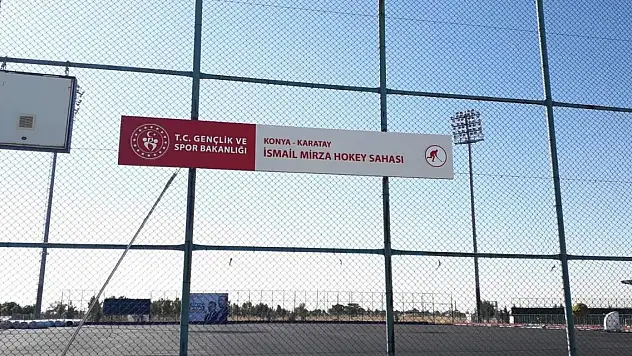 T.C. GENÇLİK VE
SPOR BAKANLIĞI
KONYA - KARATAY
İSMAİL MİRZA HOKEY SAHASI